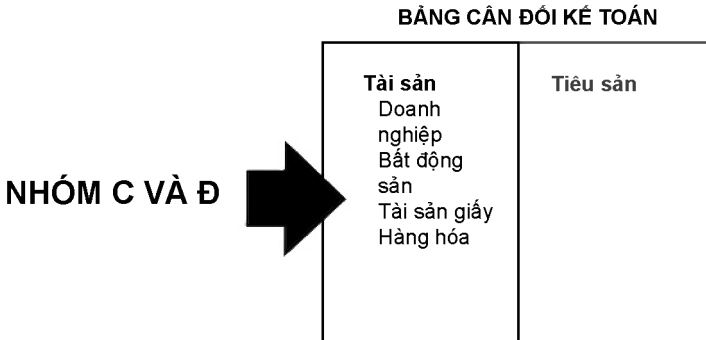 BẢNG CÂN ĐỐI KẾ TOÁN
Tài sản
Tiêu sản
Doanh
nghiệp
Bất động
sản
Tài sản giấy
Hàng hóa
NHÓM C VÀ Đ